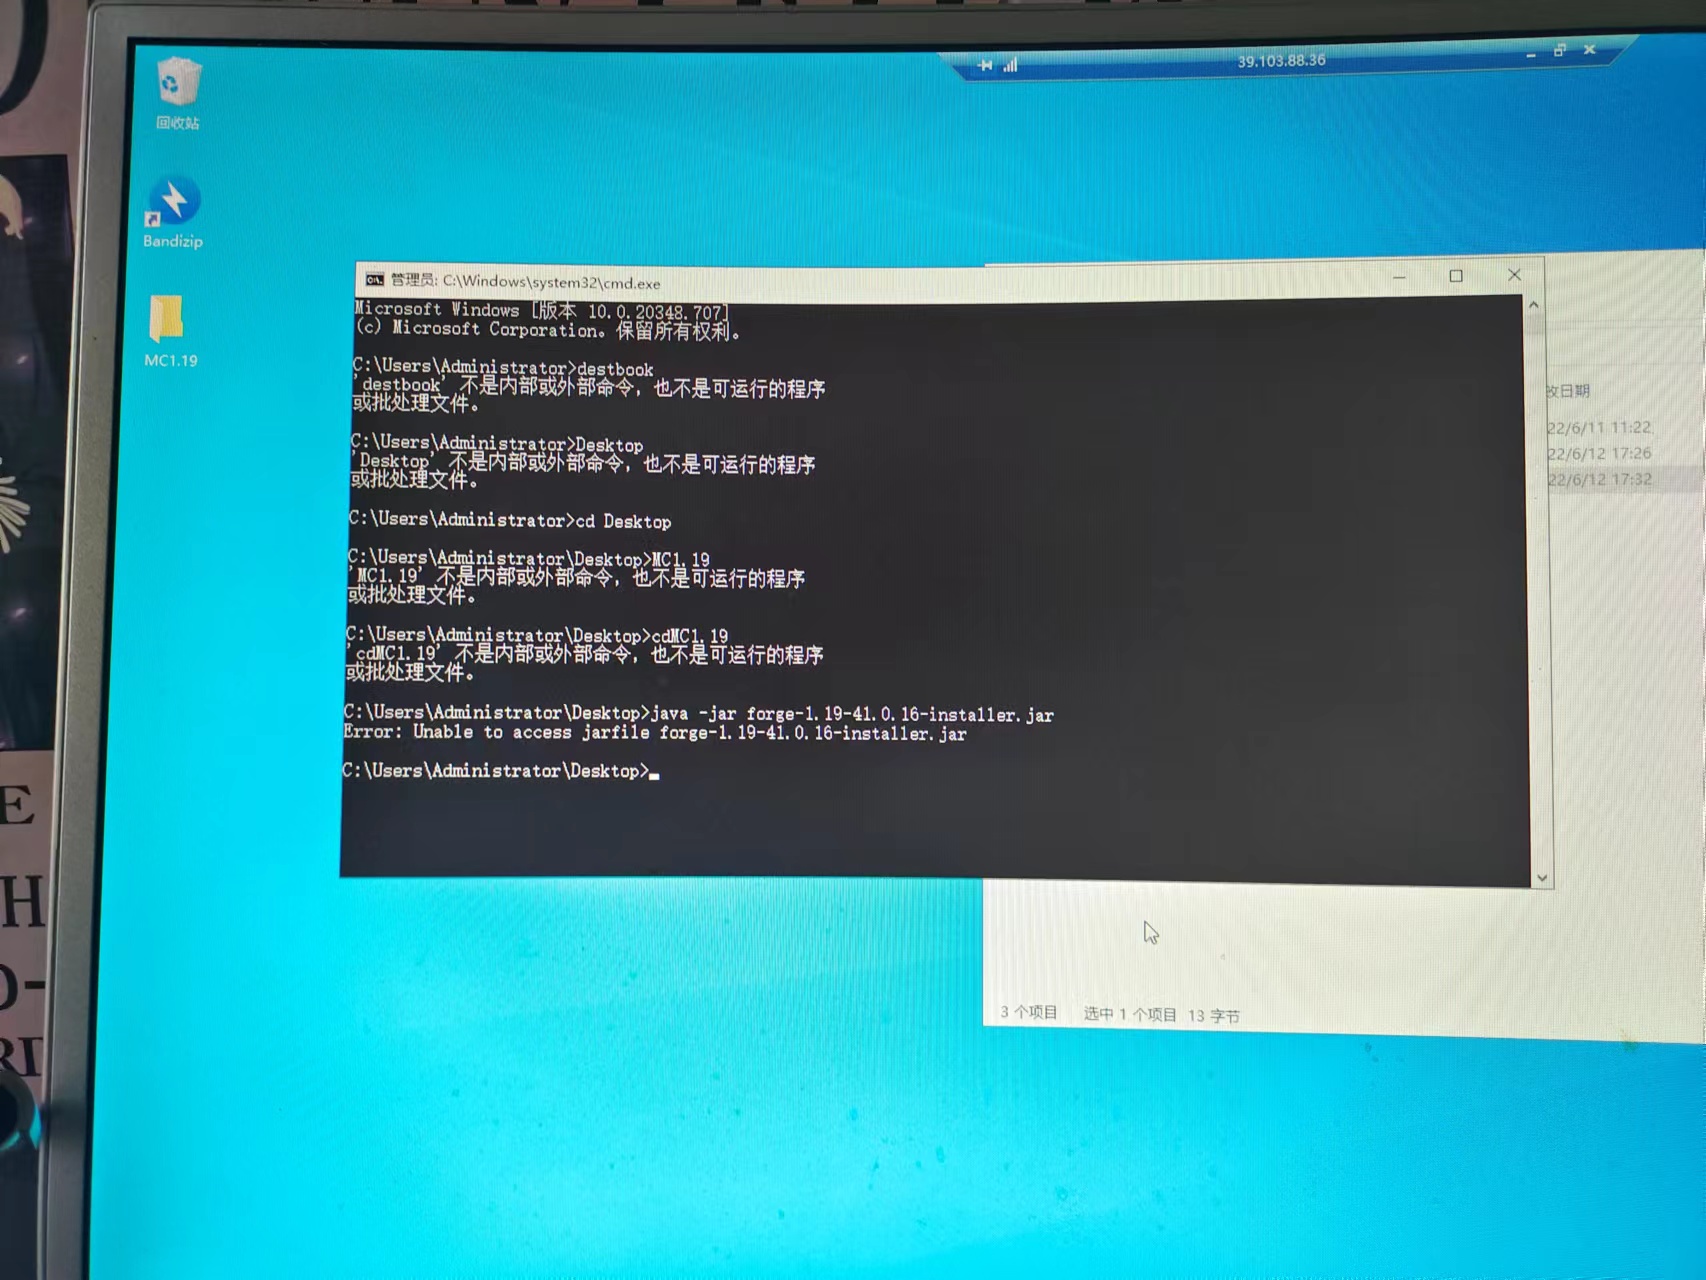 39.103.88.36
回收站
Bandizip
MC1.19
管理员: C:\Windows\system32\cmd.exe
Microsoft Windows [版本 10.0.20348.707]
(c) Microsoft Corporation。保留所有权利。
C:\Users\Administrator>destbook
'destbook' 不是内部或外部命令，也不是可运行的程序
或批处理文件。
C:\Users\Administrator>Desktop
'Desktop' 不是内部或外部命令，也不是可运行的程序
或批处理文件。
C:\Users\Administrator>cd Desktop
C:\Users\Administrator\Desktop>MC1.19
'MC1.19' 不是内部或外部命令，也不是可运行的程序
或批处理文件。
C:\Users\Administrator\Desktop>cdMC1.19
'cdMC1.19' 不是内部或外部命令，也不是可运行的程序
或批处理文件。
C:\Users\Administrator\Desktop>java -jar forge-1.19-41.0.16-installer.jar
Error: Unable to access jarfile forge-1.19-41.0.16-installer.jar
C:\Users\Administrator\Desktop>
改日期
22/6/11 11:22
22/6/12 17:26
22/6/12 17:32
3 个项目 选中 1 个项目 13 字节
E
H
O-
RD